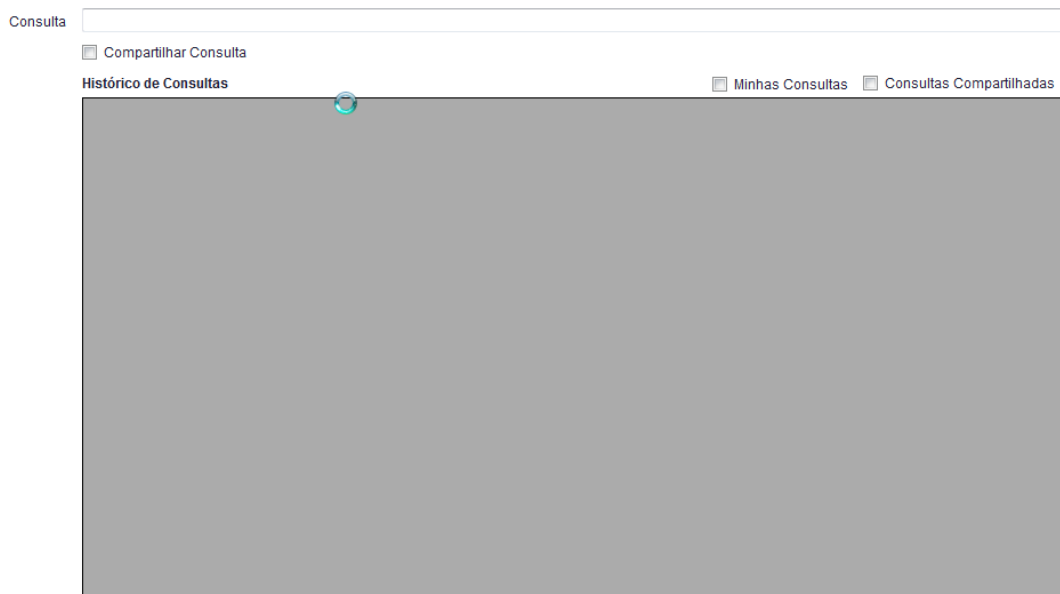 Consulta
Compartilhar Consulta
Histórico de Consultas Minhas Consultas Consultas Compartilhadas